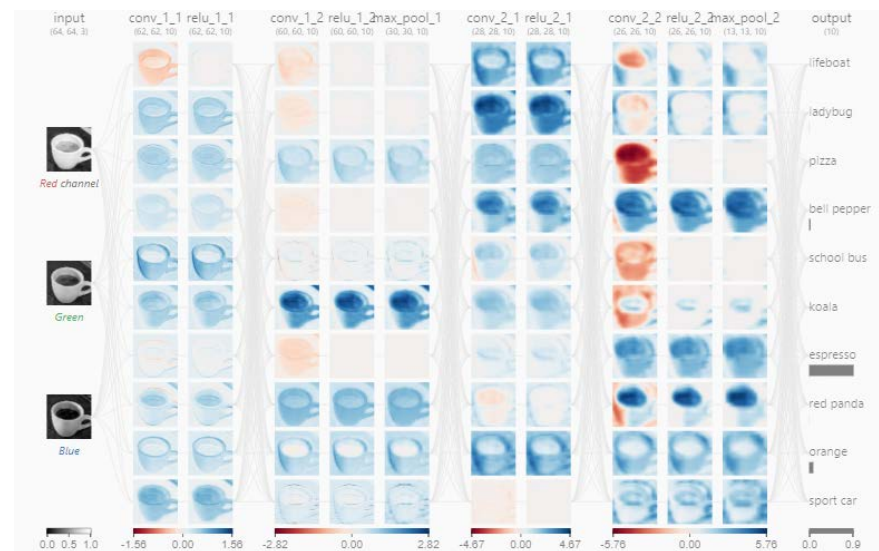 input conv_1_1 relu_1_1 conv_1_2 relu_1_2 max_pool_1 conv_2_1 relu_2_1 conv_2_2 relu_2_2 max_pool_2 output
(64, 64, 3) (62, 62, 10) (62, 62, 10) (60, 60, 10) (60, 60, 10) (30, 30, 10) (28, 28, 10) (28, 28, 10) (26, 26, 10) (26, 26, 10) (13, 13, 10) (10)
lifeboat
ladybug
pizza
Red channel
bell pepper
school bus
Green
koala
espresso
red panda
Blue
orange
sport car
0.0 0.5 1.0 -1.56 0.00 1.56 -2.82 0.00 2.82 -4.67 0.00 4.67 -5.76 0.00 5.76 0.0 0.9